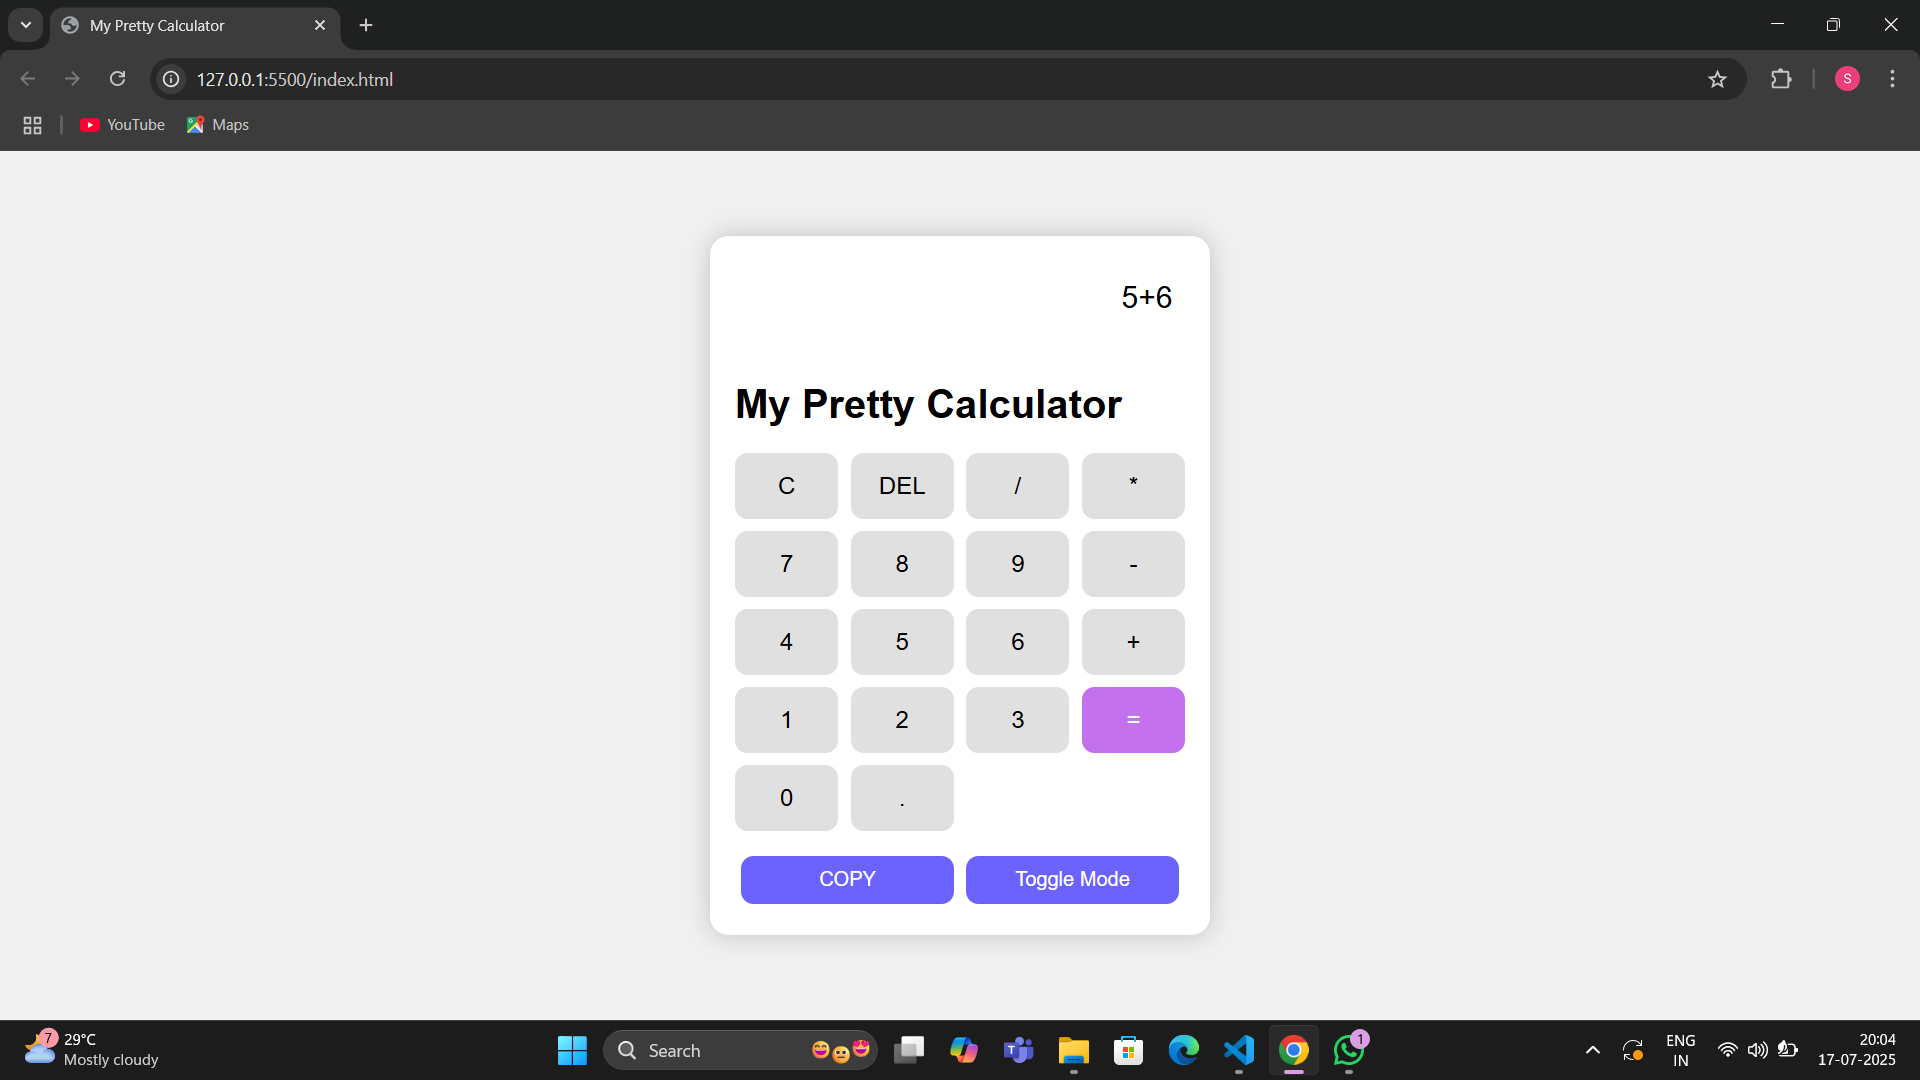 My Pretty Calculator
127.0.0.1:5500/index.html
S
YouTube
Maps
5+6
My Pretty Calculator
C DEL / *
7 8 9 -
4 5 6 +
1 2 3 =
0 .
COPY Toggle Mode
7
29°C
Mostly cloudy
Search
T
1
ENG
IN
20:04
17-07-2025